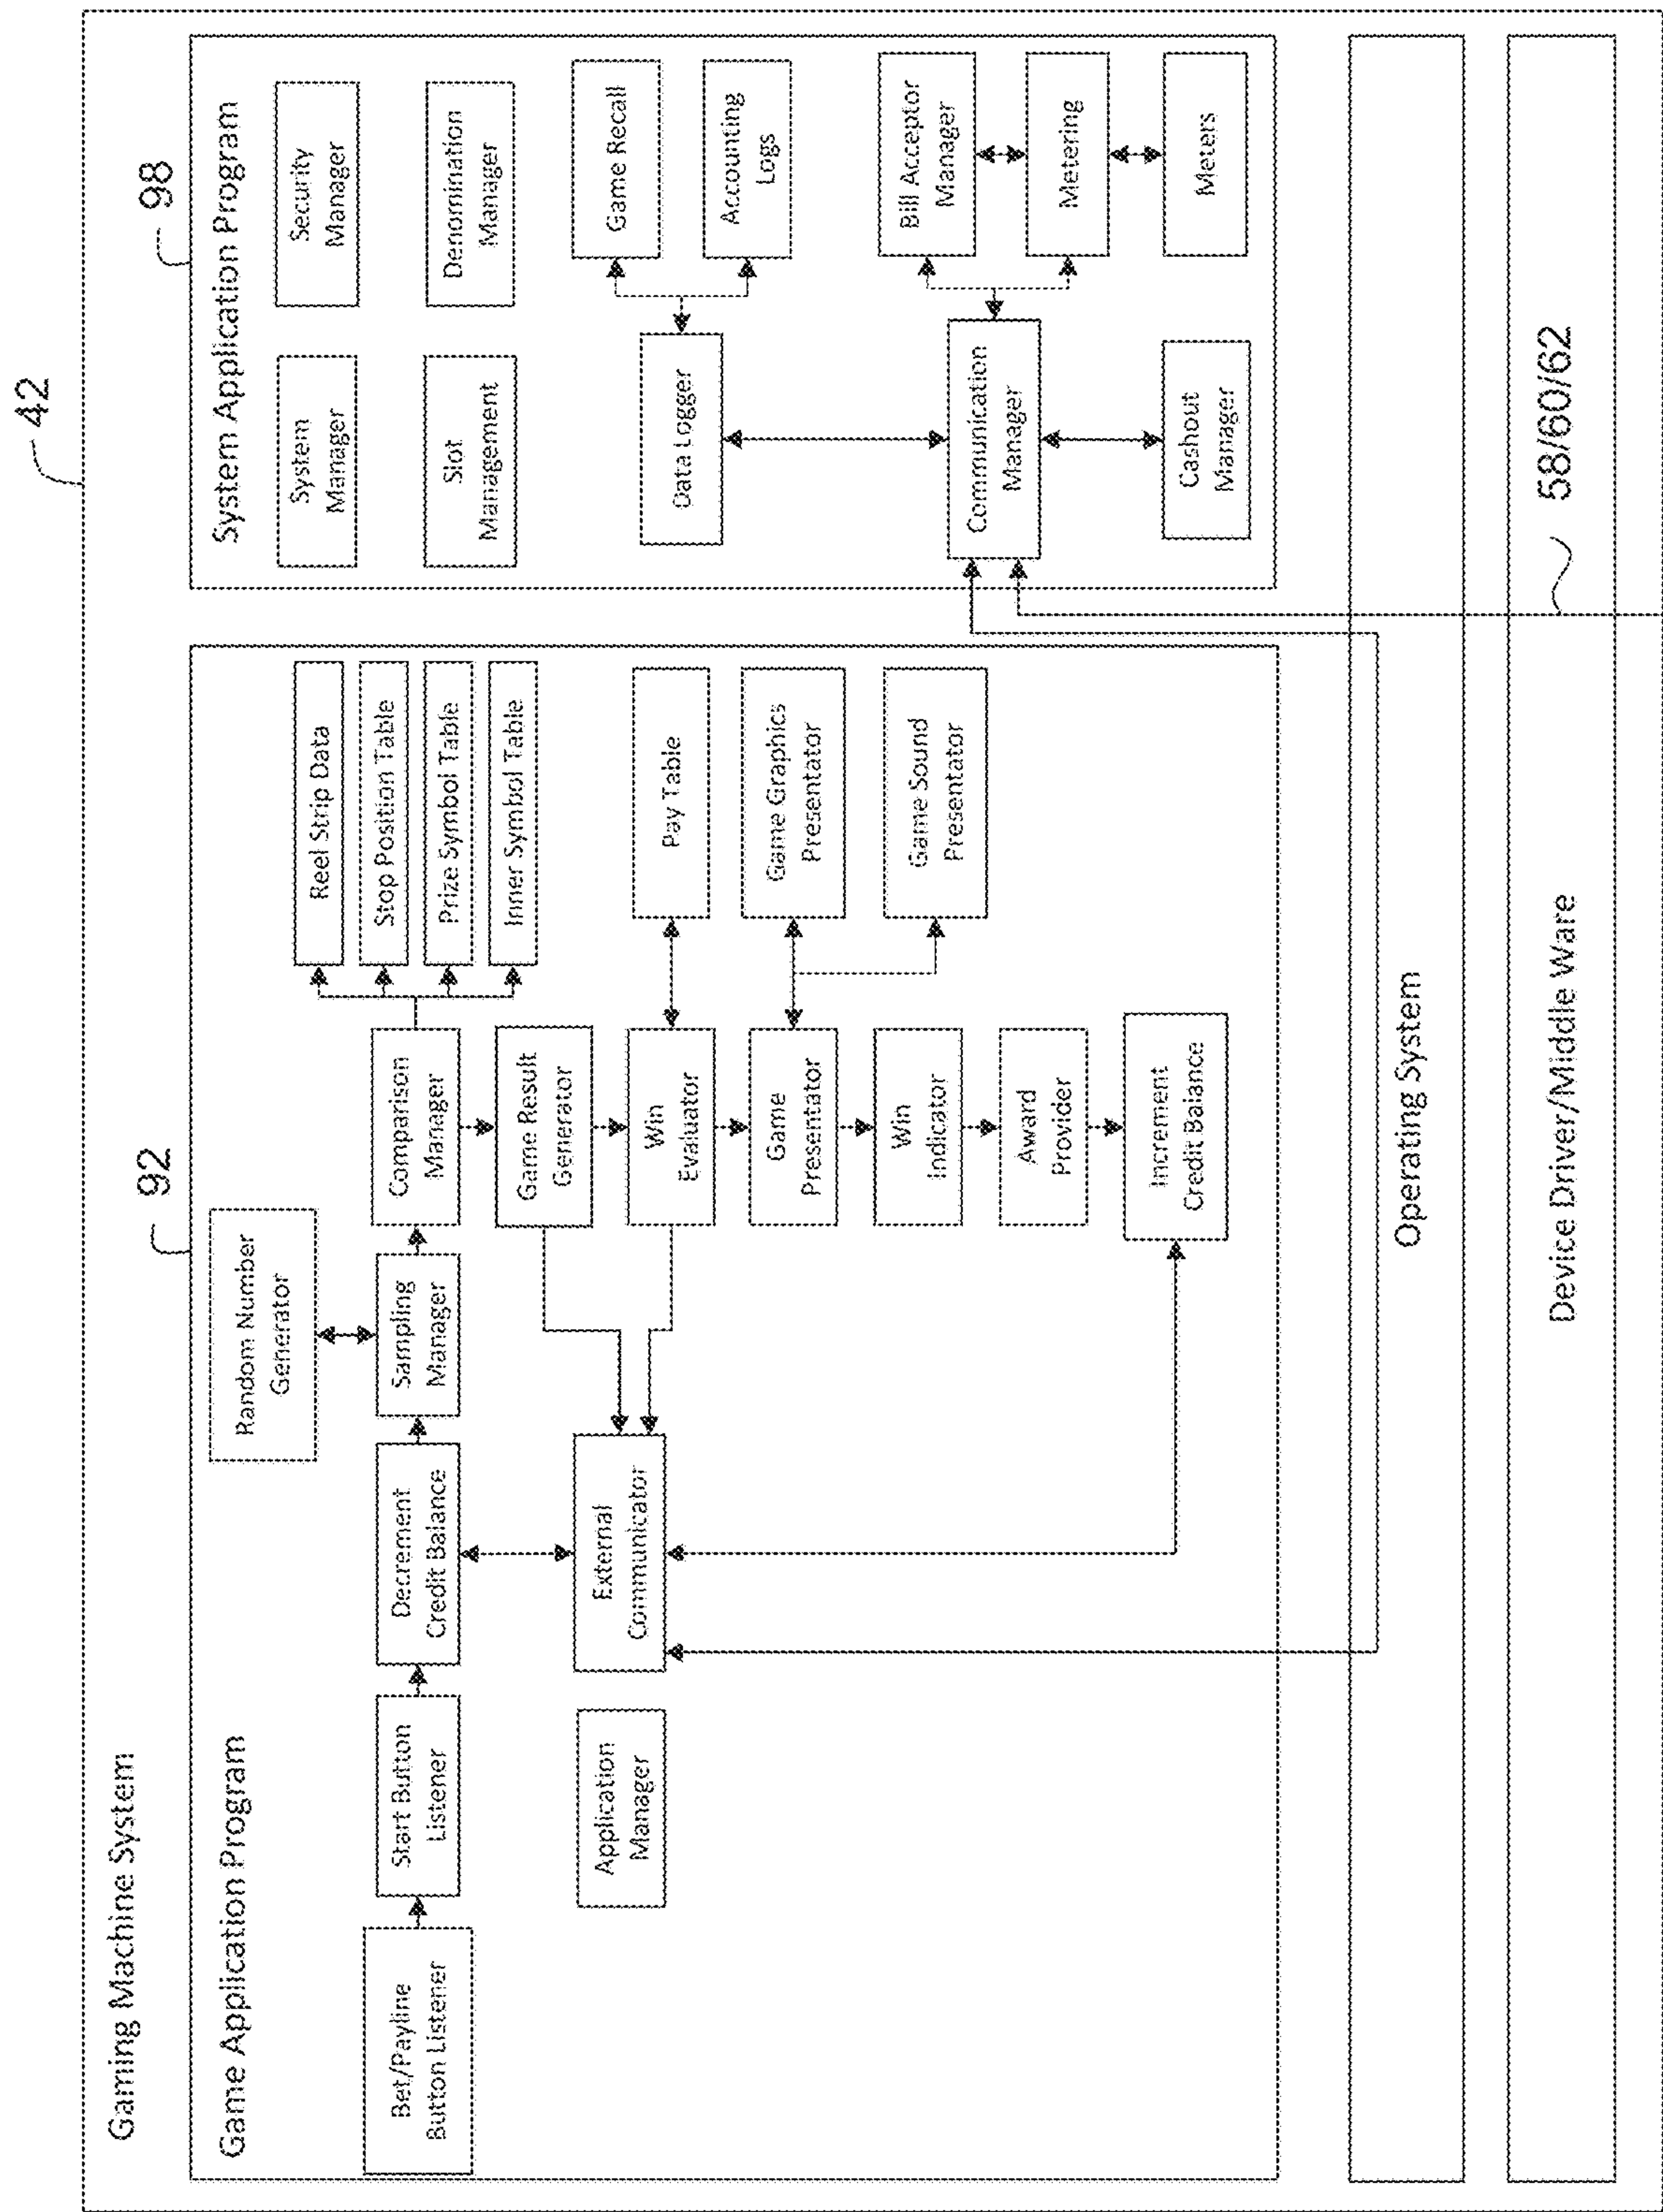 42
Gaming Machine System
92
Game Application Program
Random Number
Generator
Bet/Payline
Button Listener
Start Button
Listener
Decrement
Credit Balance
Sampling
Manager
Comparison
Manager
Reel Strip Data
Stop Position Table
Prize Symbol Table
Inner Symbol Table
Game Result
Generator
Application
Manager
External
Communicator
Win
Evaluator
Pay Table
Game
Presentator
Game Graphics
Presentator
Game Sound
Presentator
Win
Indicator
Award
Provider
Increment
Credit Balance
98
System Application Program
System
Manager
Security
Manager
Slot
Management
Denomination
Manager
Data Logger
Game Recall
Accounting
Logs
Communication
Manager
Bill Acceptor
Manager
Metering
Cashout
Manager
Meters
Operating System
58/60/62
Device Driver/Middle Ware